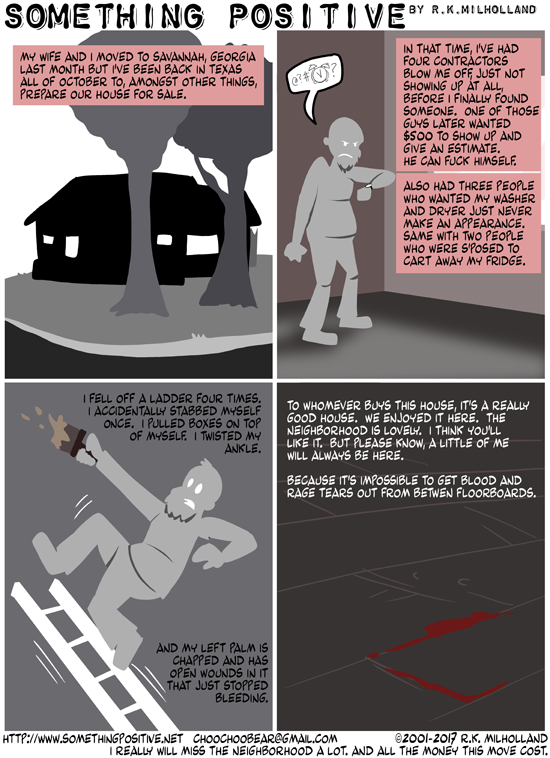 SOMETHING POSITIVE BY R.K.MILHOLLAND
MY WIFE AND I MOVED TO SAVANNAH, GEORGIA
LAST MONTH BUT I'VE BEEN BACK IN TEXAS
ALL OF OCTOBER TO, AMONGST OTHER THINGS,
PREPARE OUR HOUSE FOR SALE.
@?#!?
IN THAT TIME, I'VE HAD
FOUR CONTRACTORS
BLOW ME OFF, JUST NOT
SHOWING UP AT ALL,
BEFORE I FINALLY FOUND
SOMEONE. ONE OF THOSE
GUYS LATER WANTED
$500 TO SHOW UP AND
GIVE AN ESTIMATE.
HE CAN FUCK HIMSELF.
ALSO HAD THREE PEOPLE
WHO WANTED MY WASHER
AND DRYER JUST NEVER
MAKE AN APPEARANCE.
SAME WITH TWO PEOPLE
WHO WERE S'POSED TO
CART AWAY MY FRIDGE.
I FELL OFF A LADDER FOUR TIMES.
I ACCIDENTALLY STABBED MYSELF
ONCE. I PULLED BOXES ON TOP
OF MYSELF. I TWISTED MY
ANKLE.
AND MY LEFT PALM IS
CHAPPED AND HAS
OPEN WOUNDS IN IT
THAT JUST STOPPED
BLEEDING.
TO WHOMEVER BUYS THIS HOUSE, IT'S A REALLY
GOOD HOUSE. WE ENJOYED IT HERE. THE
NEIGHBORHOOD IS LOVELY. I THINK YOU'LL
LIKE IT. BUT PLEASE KNOW, A LITTLE OF ME
WILL ALWAYS BE HERE.
BECAUSE IT'S IMPOSSIBLE TO GET BLOOD AND
RAGE TEARS OUT FROM BETWEN FLOORBOARDS.
HTTP://WWW.SOMETHINGPOSITIVE.NET CHOOCHOOBEAR@GMAIL.COM ©2001-2017 R.K. MILHOLLAND
I REALLY WILL MISS THE NEIGHBORHOOD A LOT. AND ALL THE MONEY THIS MOVE COST.